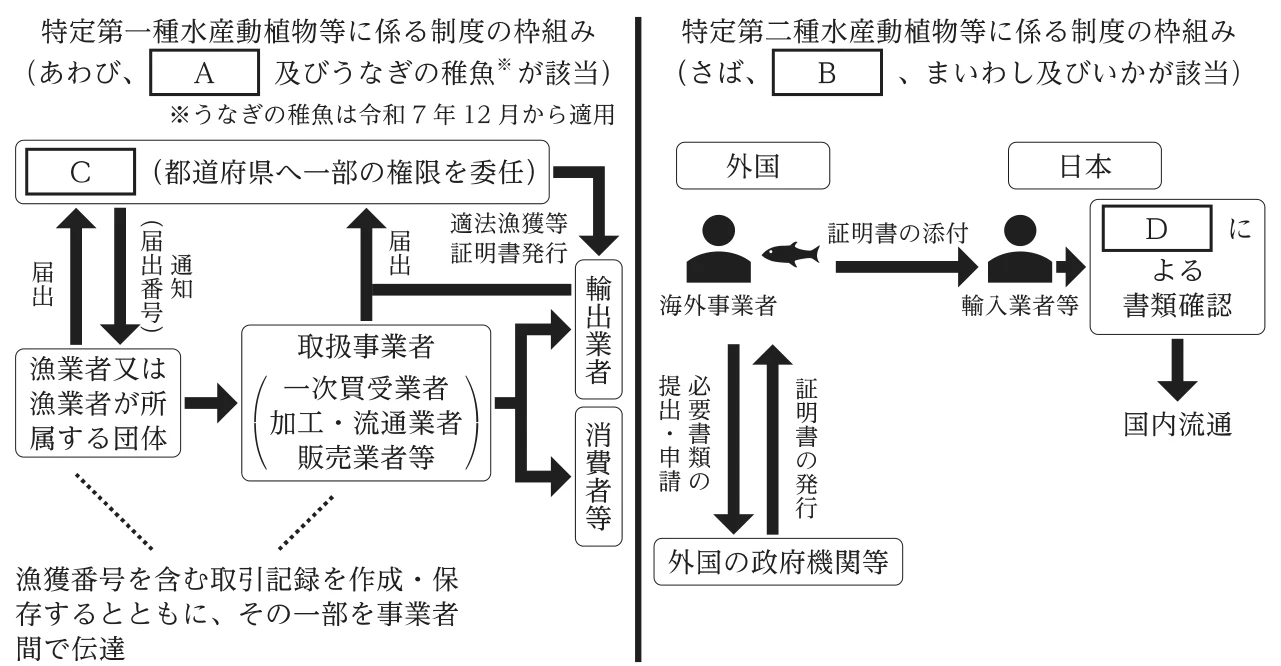 特定第一種水産動植物等に係る制度の枠組み
（あわび、 A 及びうなぎの稚魚※が該当）
※うなぎの稚魚は令和7年12月から適用
C （都道府県へ一部の権限を委任）
届出
通知
（届出番号）
届出
適法漁獲等
証明書発行
漁業者又は
漁業者が所
属する団体
取扱事業者
一次買受業者
加工・流通業者
販売業者等
輸出業者
消費者等
漁獲番号を含む取引記録を作成・保
存するとともに、その一部を事業者
間で伝達
特定第二種水産動植物等に係る制度の枠組み
（さば、 B 、まいわし及びいかが該当）
外国
日本
海外事業者
証明書の添付
輸入業者等
D に
よる
書類確認
国内流通
必要書類の
提出・申請
証明書の発行
外国の政府機関等